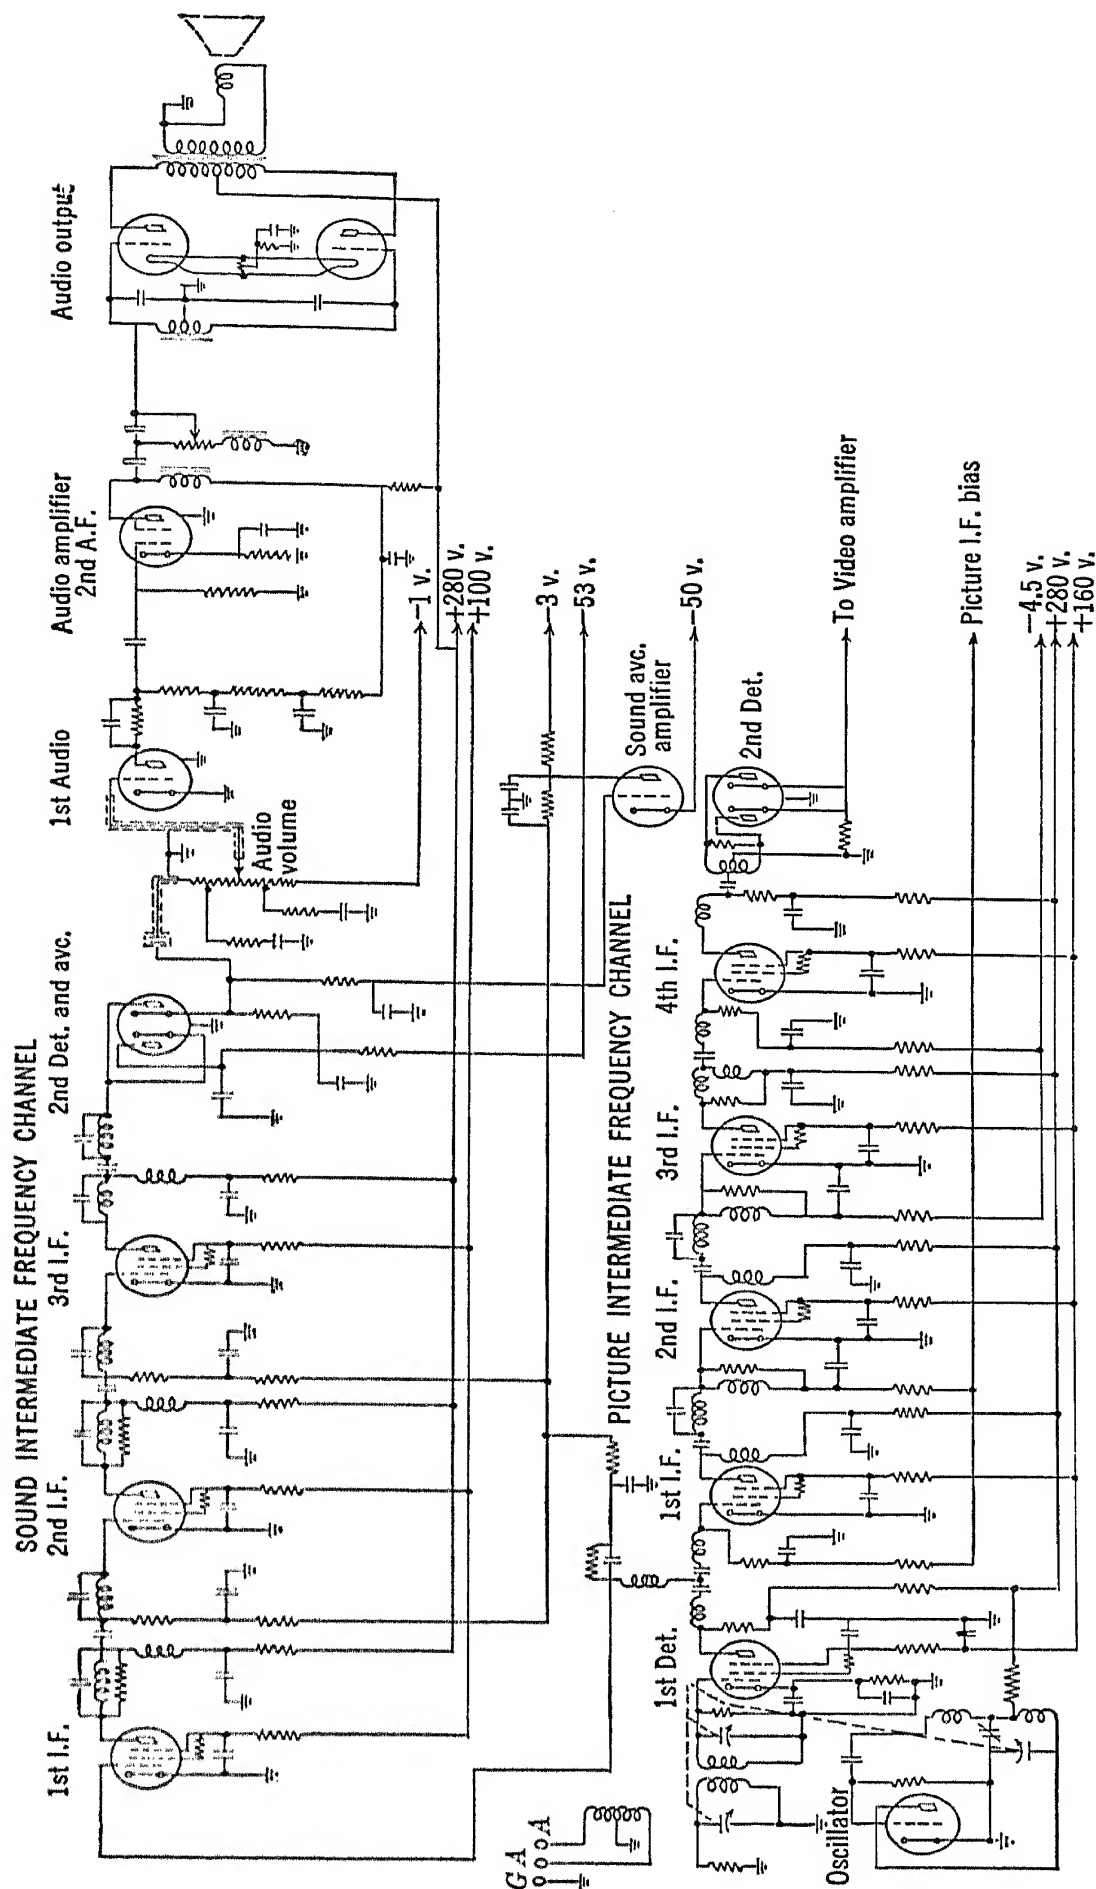 SOUND INTERMEDIATE FREQUENCY CHANNEL
1st I.F.
2nd I.F.
3rd I.F.
2nd Det. and avc.
1st Audio
Audio amplifier
2nd A.F.
Audio output
Audio
volume
-1 v.
+280 v.
+100 v.
-3 v.
-53 v.
Sound avc.
amplifier
-50 v.
PICTURE INTERMEDIATE FREQUENCY CHANNEL
G A A
Oscillator
1st Det.
1st I.F.
2nd I.F.
3rd I.F.
4th I.F.
2nd Det.
To Video amplifier
Picture I.F. bias
-4.5 v.
+280 v.
+160 v.